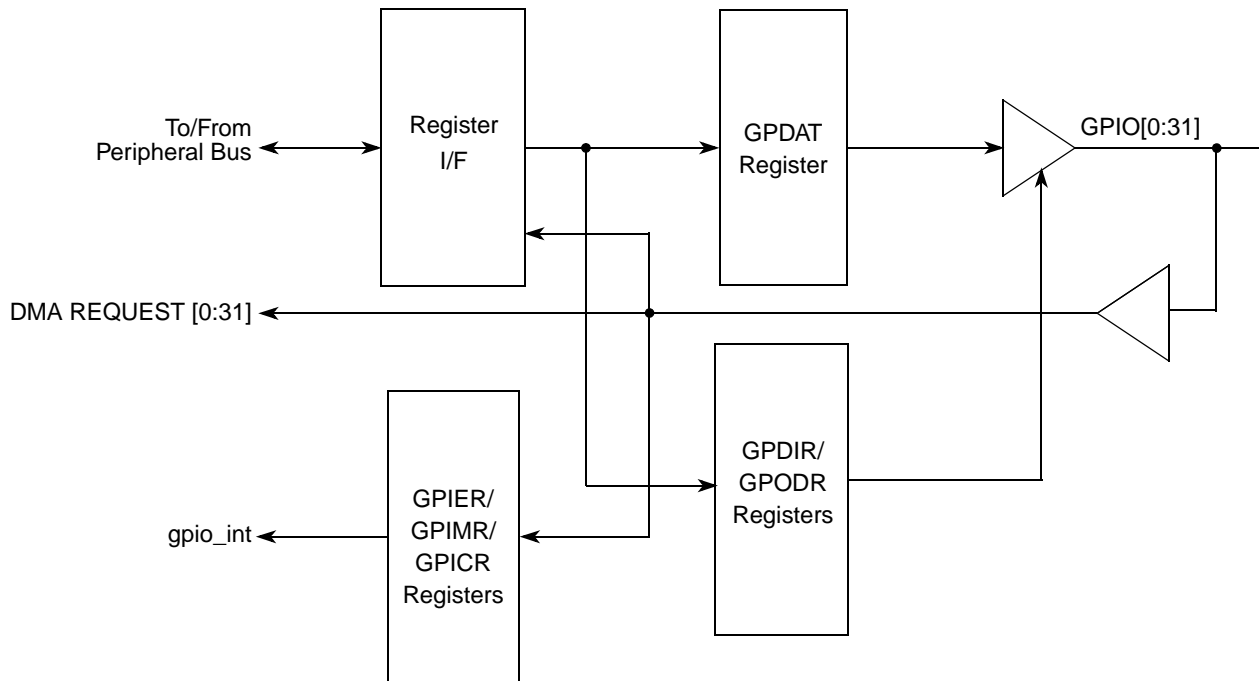 To/From
Peripheral Bus
Register
I/F
GPDAT
Register
GPIO[0:31]
DMA REQUEST [0:31]
GPDIR/
GPODR
Registers
gpio_int
GPIER/
GPIMR/
GPICR
Registers